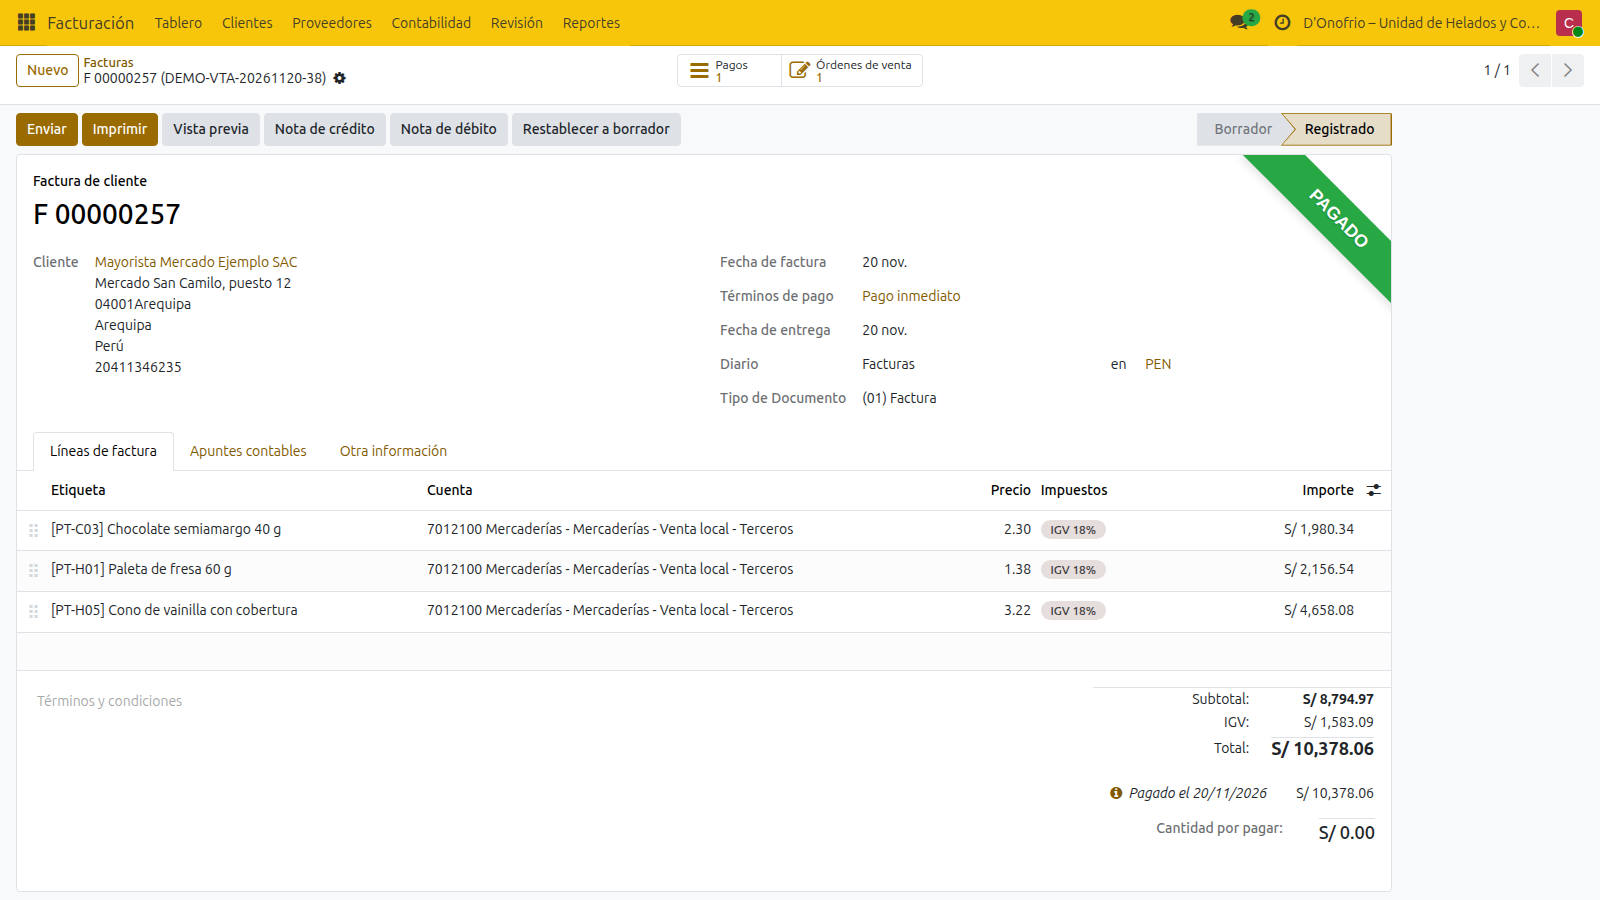 Facturación Tablero Clientes Proveedores Contabilidad Revisión Reportes 2 D'Onofrio – Unidad de Helados y Co... C
Nuevo Facturas
F 00000257 (DEMO-VTA-20261120-38)
Pagos 1 Órdenes de venta 1
1 / 1
Enviar Imprimir Vista previa Nota de crédito Nota de débito Restablecer a borrador Borrador Registrado
PAGADO
Factura de cliente
F 00000257
Cliente Mayorista Mercado Ejemplo SAC
Mercado San Camilo, puesto 12
04001Arequipa
Arequipa
Perú
20411346235
Fecha de factura 20 nov.
Términos de pago Pago inmediato
Fecha de entrega 20 nov.
Diario Facturas en PEN
Tipo de Documento (01) Factura
Líneas de factura Apuntes contables Otra información
Etiqueta Cuenta Precio Impuestos Importe
[PT-C03] Chocolate semiamargo 40 g 7012100 Mercaderías - Mercaderías - Venta local - Terceros 2.30 IGV 18% S/ 1,980.34
[PT-H01] Paleta de fresa 60 g 7012100 Mercaderías - Mercaderías - Venta local - Terceros 1.38 IGV 18% S/ 2,156.54
[PT-H05] Cono de vainilla con cobertura 7012100 Mercaderías - Mercaderías - Venta local - Terceros 3.22 IGV 18% S/ 4,658.08
Términos y condiciones
Subtotal: S/ 8,794.97
IGV: S/ 1,583.09
Total: S/ 10,378.06
Pagado el 20/11/2026 S/ 10,378.06
Cantidad por pagar: S/ 0.00